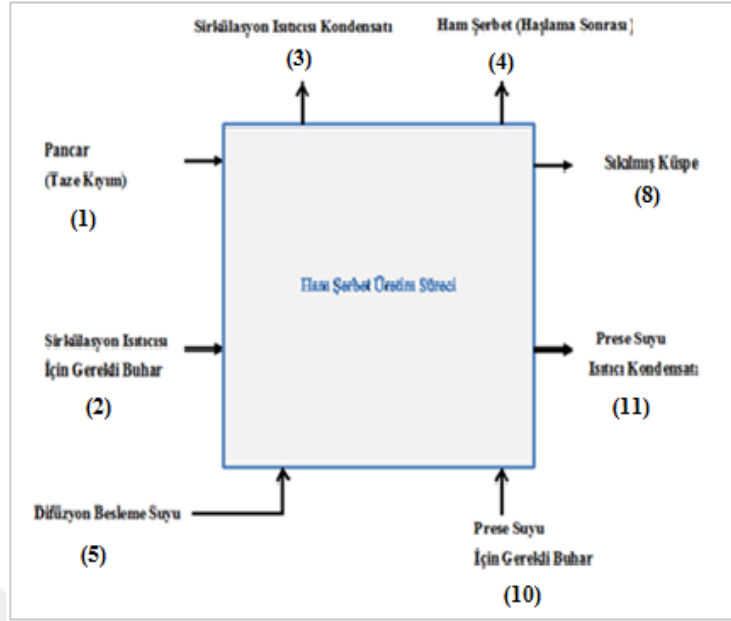 Sirkülasyon Isıtıcısı Kondensatı
(3)
Ham Şerbet (Haşlama Sonrası )
(4)
Pancar
(Taze Kıyım)
(1)
Sıkılmış Küspe
(8)
Ham Şerbet Üretim Süreci
Sirkülasyon Isıtıcısı
İçin Gerekli Buhar
(2)
Prese Suyu
Isıtıcı Kondensatı
(11)
Difüzyon Besleme Suyu
(5)
Prese Suyu
İçin Gerekli Buhar
(10)